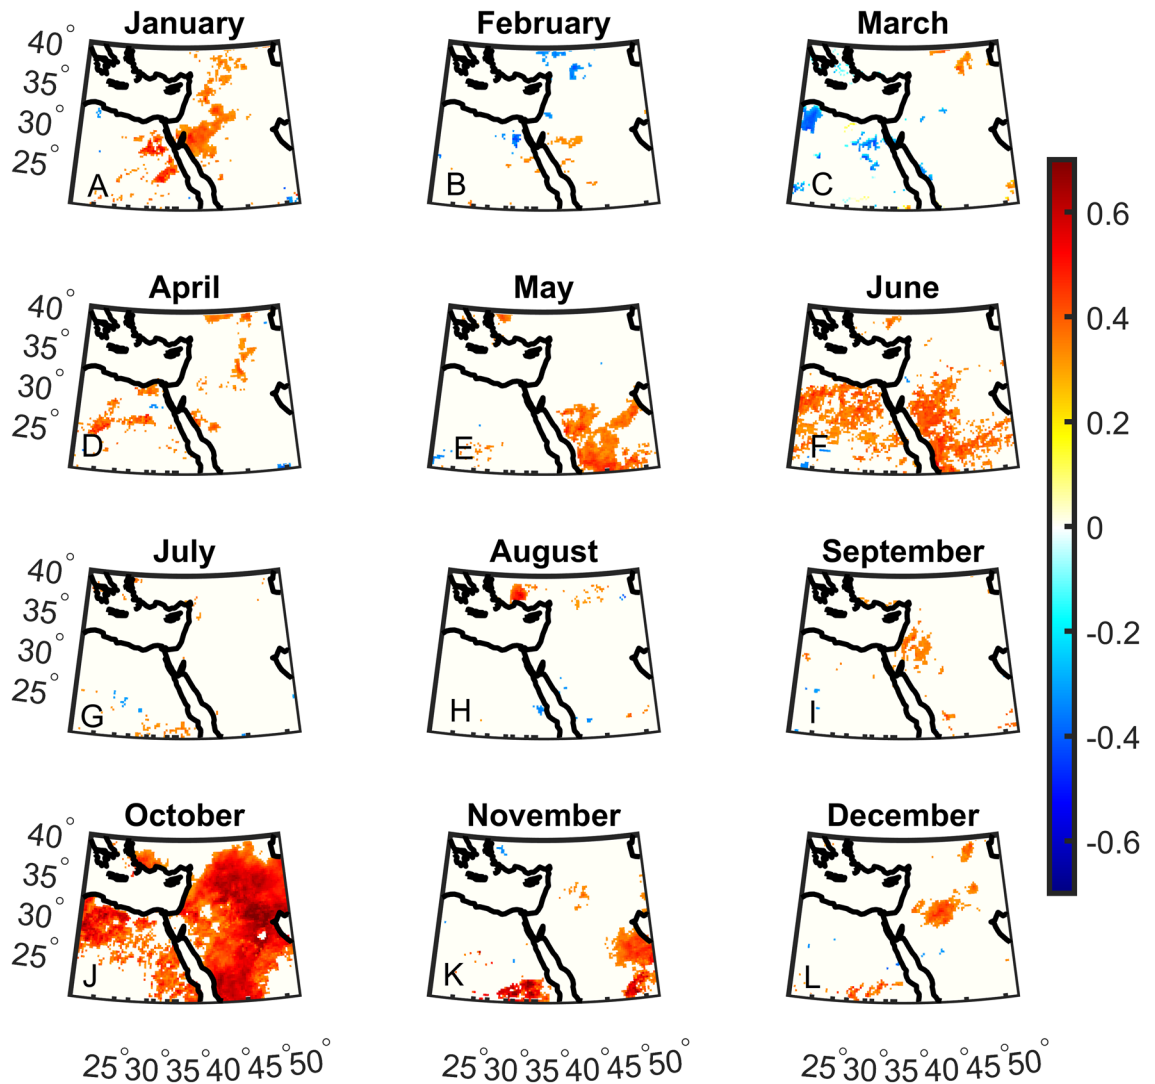 January February March
40°
35°
30°
25°
A B C
0.6
April May June
40°
0.4
35°
30°
0.2
25°
D E F
0
July August September
40°
35°
-0.2
30°
25°
G H I
-0.4
October November December
40°
-0.6
35°
30°
25°
J K L
25° 30° 35° 40° 45° 50° 25° 30° 35° 40° 45° 50° 25° 30° 35° 40° 45° 50°